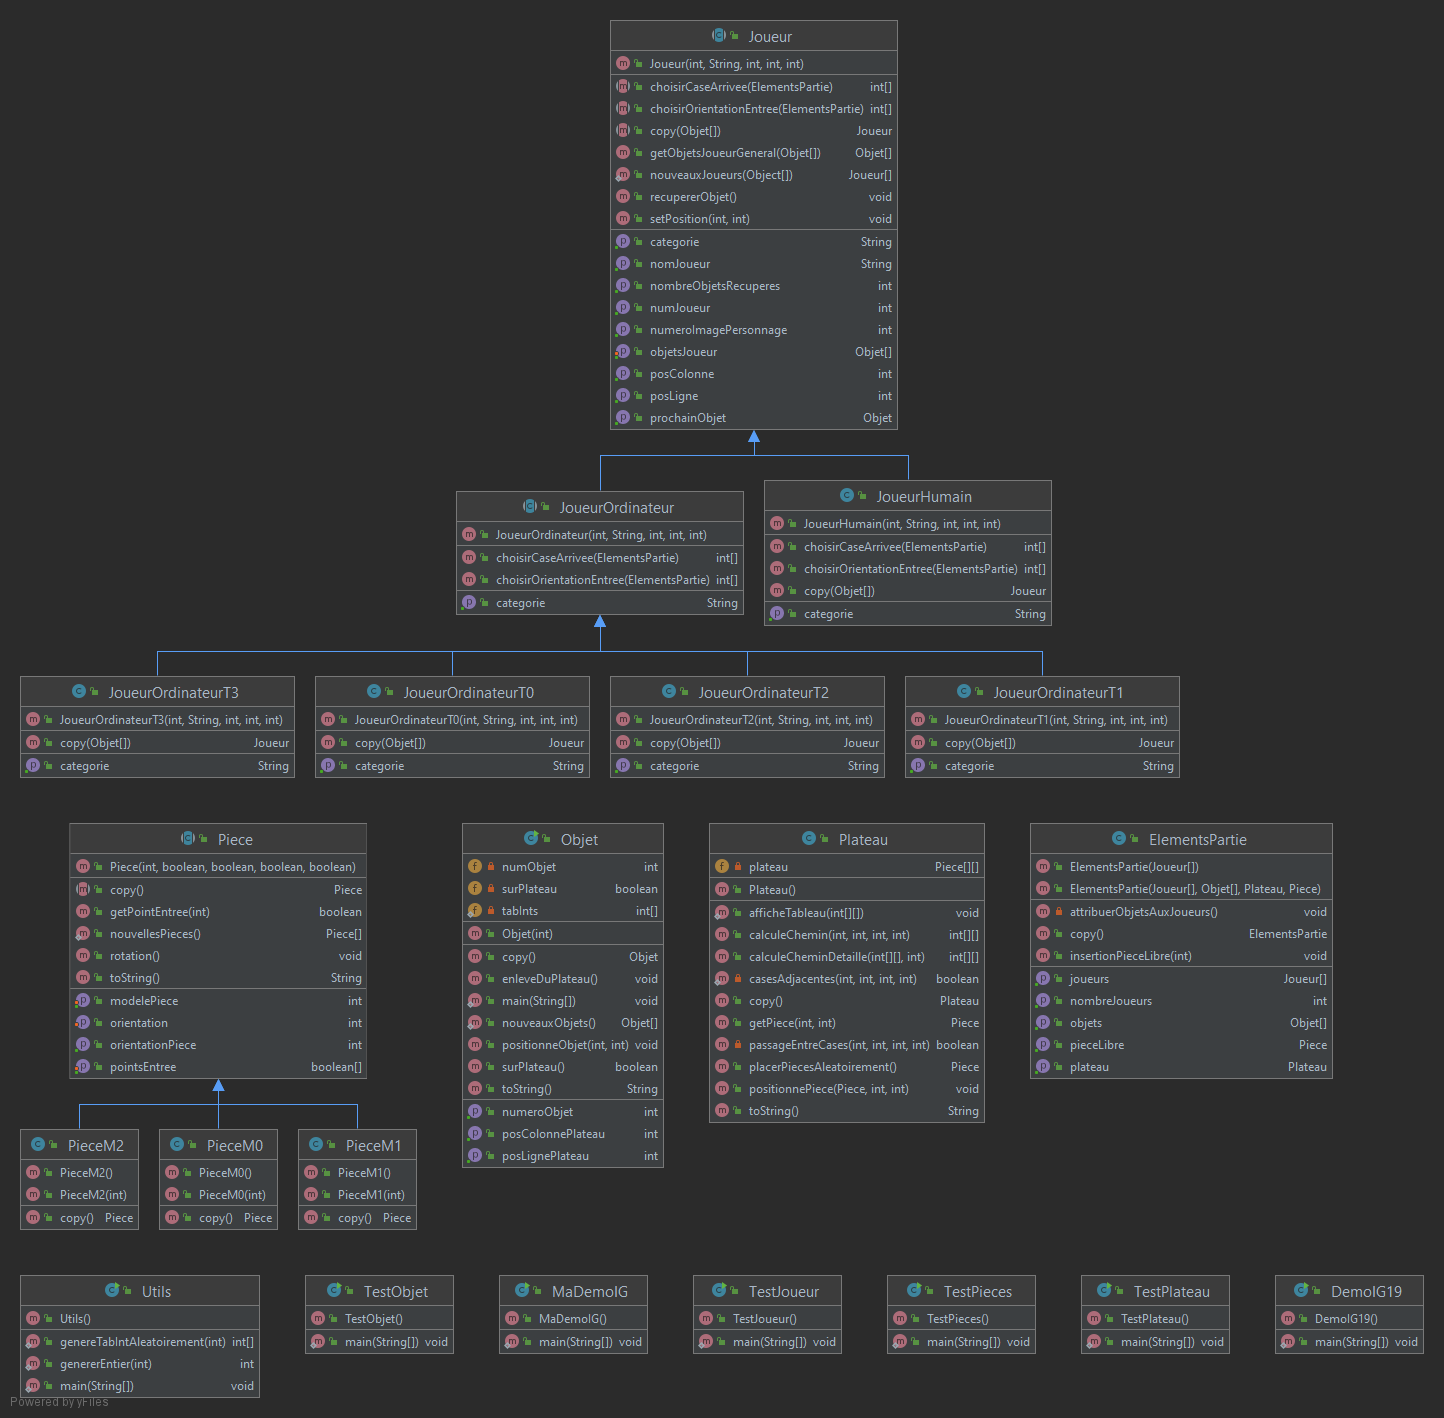 Joueur
Joueur(int, String, int, int, int)
choisirCaseArrivee(ElementsPartie) int[]
choisirOrientationEntree(ElementsPartie) int[]
copy(Objet[]) Joueur
getObjetsJoueurGeneral(Objet[]) Objet[]
nouveauxJoueurs(Object[]) Joueur[]
recupererObjet() void
setPosition(int, int) void
categorie String
nomJoueur String
nombreObjetsRecuperes int
numJoueur int
numeroImagePersonnage int
objetsJoueur Objet[]
posColonne int
posLigne int
prochainObjet Objet
JoueurOrdinateur
JoueurOrdinateur(int, String, int, int, int)
choisirCaseArrivee(ElementsPartie) int[]
choisirOrientationEntree(ElementsPartie) int[]
categorie String
JoueurHumain
JoueurHumain(int, String, int, int, int)
choisirCaseArrivee(ElementsPartie) int[]
choisirOrientationEntree(ElementsPartie) int[]
copy(Objet[]) Joueur
categorie String
JoueurOrdinateurT3
JoueurOrdinateurT3(int, String, int, int, int)
copy(Objet[]) Joueur
categorie String
JoueurOrdinateurT0
JoueurOrdinateurT0(int, String, int, int, int)
copy(Objet[]) Joueur
categorie String
JoueurOrdinateurT2
JoueurOrdinateurT2(int, String, int, int, int)
copy(Objet[]) Joueur
categorie String
JoueurOrdinateurT1
JoueurOrdinateurT1(int, String, int, int, int)
copy(Objet[]) Joueur
categorie String
Piece
Piece(int, boolean, boolean, boolean, boolean)
copy() Piece
getPointEntree(int) boolean
nouvellesPieces() Piece[]
rotation() void
toString() String
modelePiece int
orientation int
orientationPiece int
pointsEntree boolean[]
Objet
numObjet int
surPlateau boolean
tabInts int[]
Objet(int)
copy() Objet
enleveDuPlateau() void
main(String[]) void
nouveauxObjets() Objet[]
positionneObjet(int, int) void
surPlateau() boolean
toString() String
numeroObjet int
posColonnePlateau int
posLignePlateau int
Plateau
plateau Piece[][]
Plateau()
afficheTableau(int[][]) void
calculeChemin(int, int, int, int) int[][]
calculeCheminDetaille(int[][], int) int[][]
casesAdjacentes(int, int, int, int) boolean
copy() Plateau
getPiece(int, int) Piece
passageEntreCases(int, int, int, int) boolean
placerPiecesAleatoirement() Piece
positionnePiece(Piece, int, int) void
toString() String
ElementsPartie
ElementsPartie(Joueur[])
ElementsPartie(Joueur[], Objet[], Plateau, Piece)
attribuerObjetsAuxJoueurs() void
copy() ElementsPartie
insertionPieceLibre(int) void
joueurs Joueur[]
nombreJoueurs int
objets Objet[]
pieceLibre Piece
plateau Plateau
PieceM2
PieceM2()
PieceM2(int)
copy() Piece
PieceM0
PieceM0()
PieceM0(int)
copy() Piece
PieceM1
PieceM1()
PieceM1(int)
copy() Piece
Utils
Utils()
genereTabIntAleatoirement(int) int[]
genererEntier(int) int
main(String[]) void
TestObjet
TestObjet()
main(String[]) void
MaDemoIG
MaDemoIG()
main(String[]) void
TestJoueur
TestJoueur()
main(String[]) void
TestPieces
TestPieces()
main(String[]) void
TestPlateau
TestPlateau()
main(String[]) void
DemoIG19
DemoIG19()
main(String[]) void
Powered by yFiles